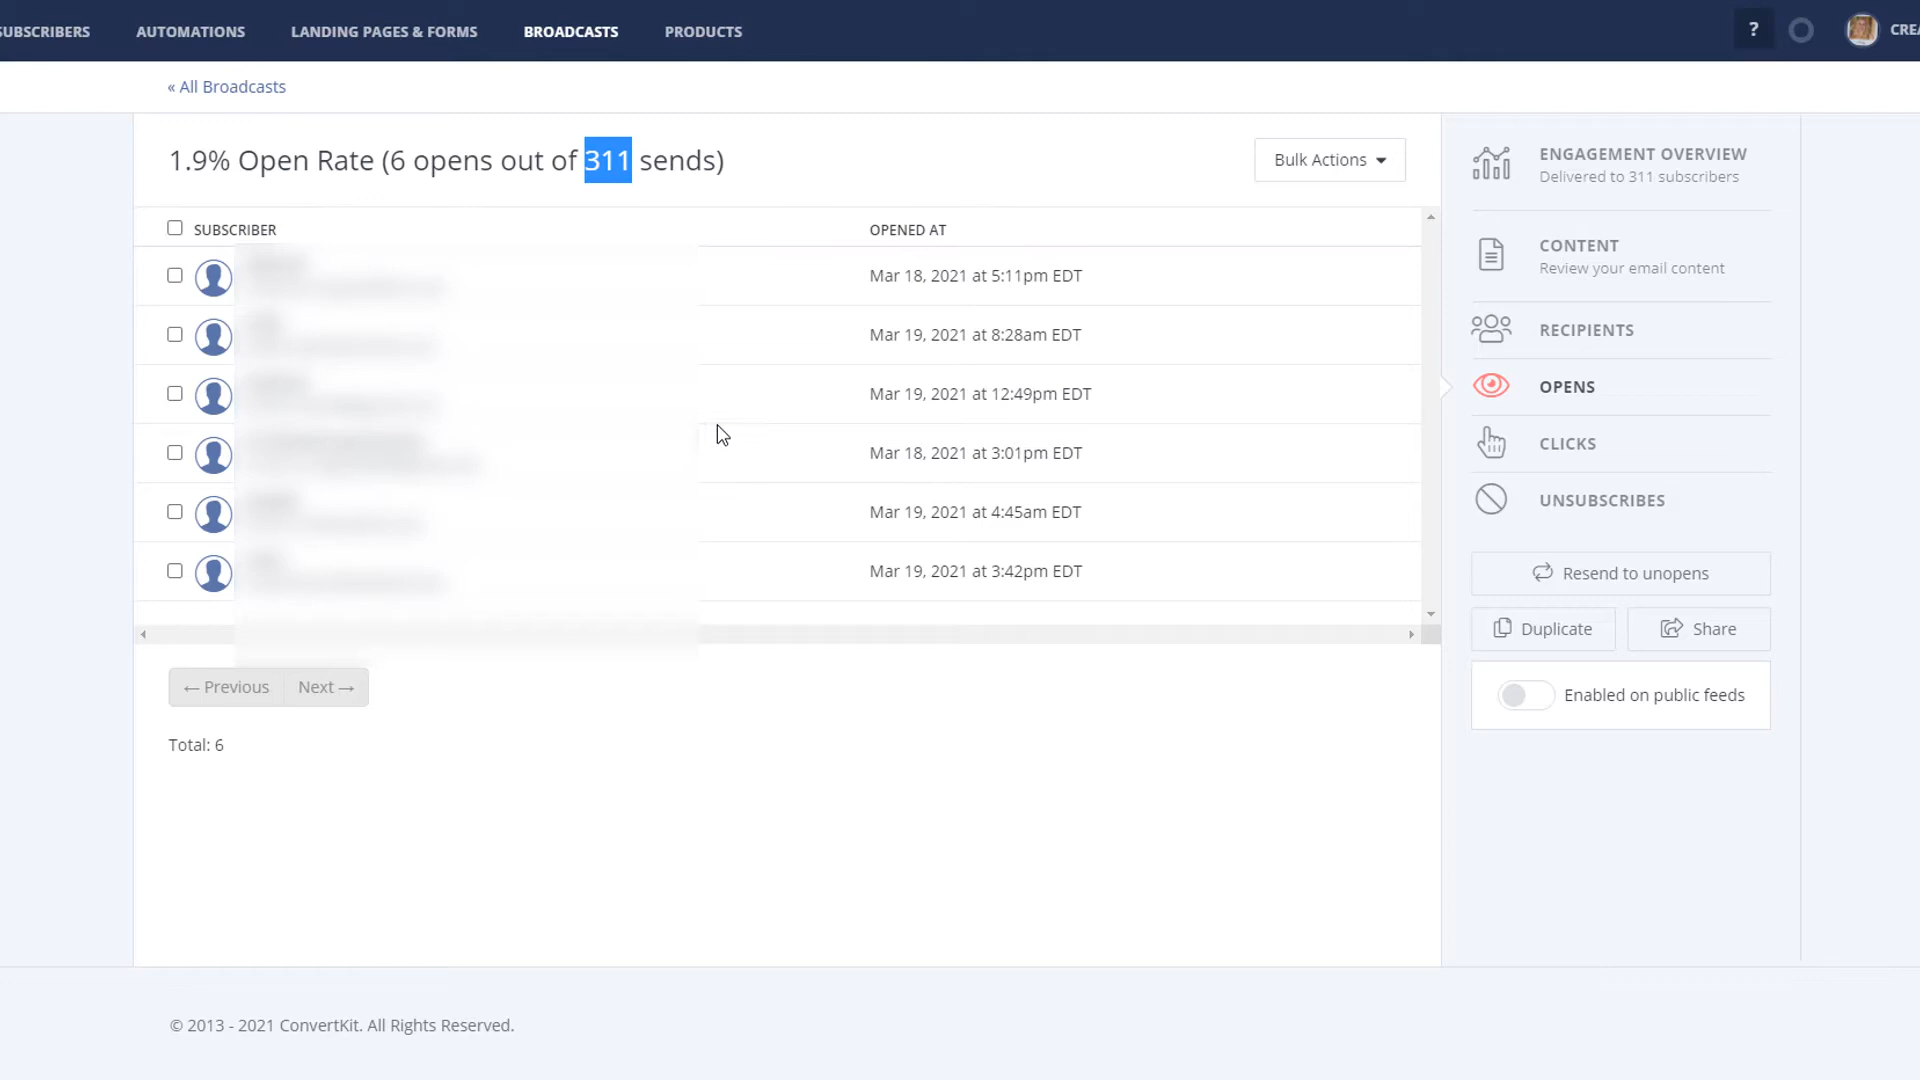 AUTOMATIONS LANDING PAGES & FORMS BROADCASTS PRODUCTS ?
« All Broadcasts
1.9% Open Rate (6 opens out of 311 sends)
Bulk Actions
SUBSCRIBER OPENED AT
Mar 18, 2021 at 5:11pm EDT
Mar 19, 2021 at 8:28am EDT
Mar 19, 2021 at 12:49pm EDT
Mar 18, 2021 at 3:01pm EDT
Mar 19, 2021 at 4:45am EDT
Mar 19, 2021 at 3:42pm EDT
← Previous Next →
Total: 6
ENGAGEMENT OVERVIEW
Delivered to 311 subscribers
CONTENT
Review your email content
RECIPIENTS
OPENS
CLICKS
UNSUBSCRIBES
Resend to unopens
Duplicate Share
Enabled on public feeds
© 2013 - 2021 ConvertKit. All Rights Reserved.